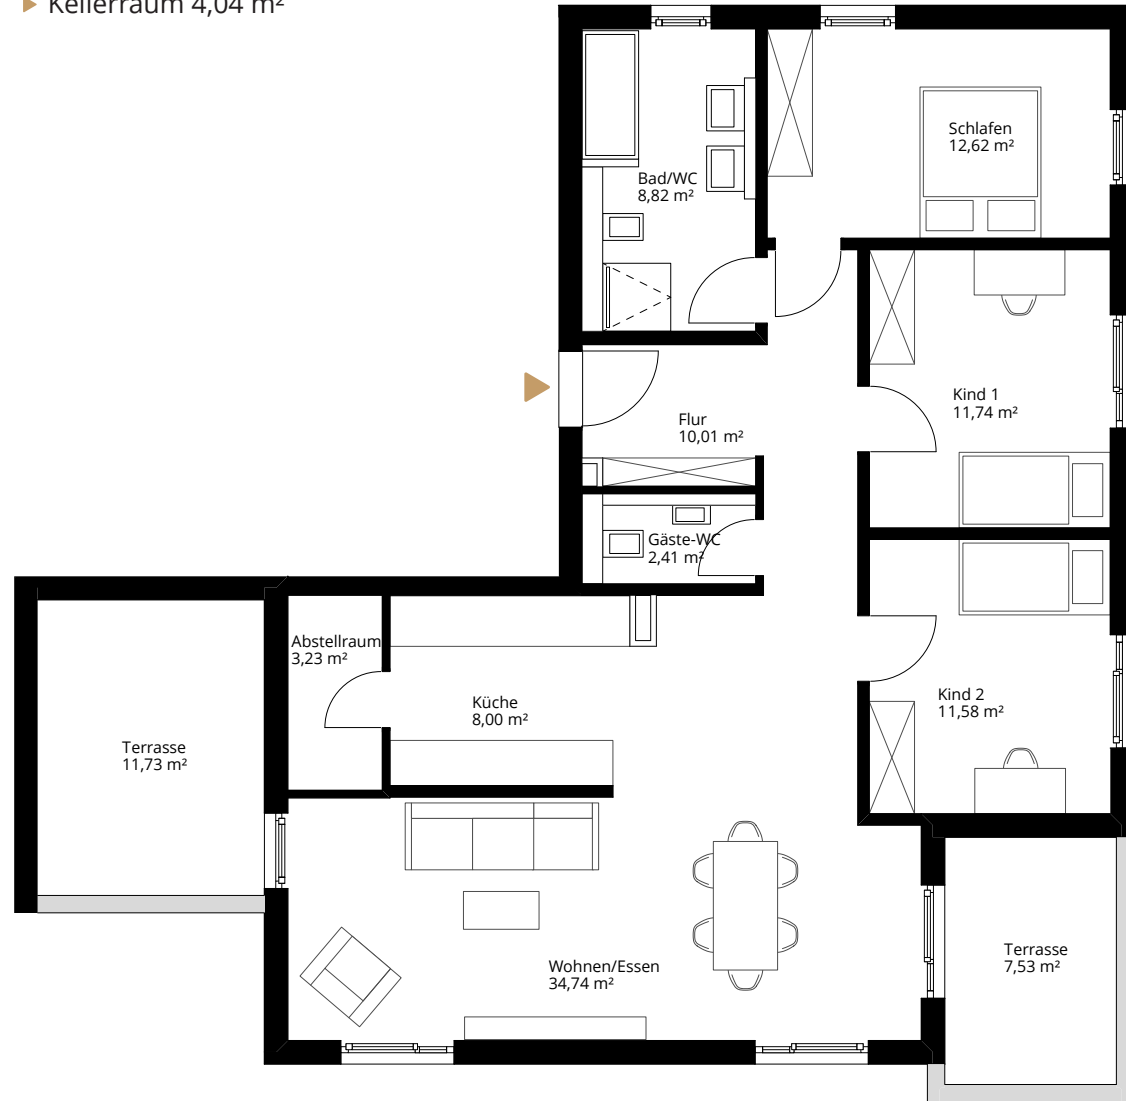 Kellerraum 4,04 m²
Schlafen
12,62 m²
Bad/WC
8,82 m²
Kind 1
11,74 m²
Flur
10,01 m²
Gäste-WC
2,41 m²
Abstellraum
3,23 m²
Küche
8,00 m²
Kind 2
11,58 m²
Terrasse
11,73 m²
Wohnen/Essen
34,74 m²
Terrasse
7,53 m²